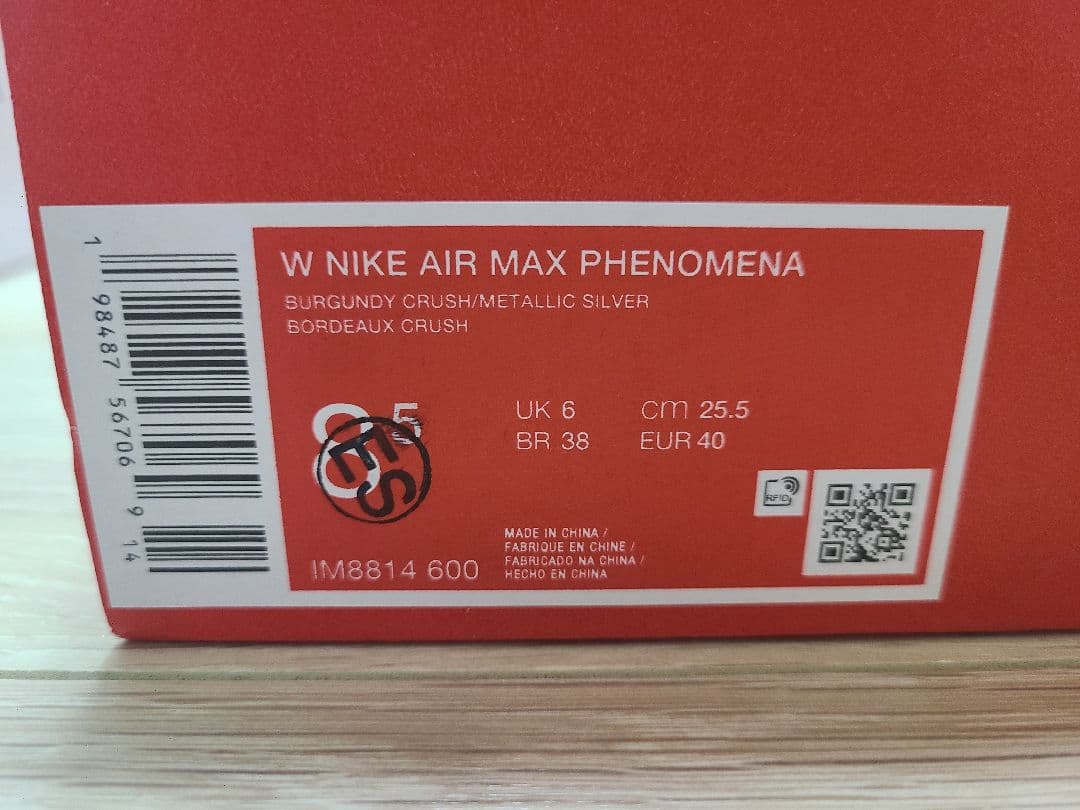 W NIKE AIR MAX PHENOMENA
BURGUNDY CRUSH/METALLIC SILVER
BORDEAUX CRUSH
8.5
UK 6
cm 25.5
BR 38
EUR 40
ES
RFID
MADE IN CHINA /
FABRIQUE EN CHINE /
FABRICADO NA CHINA /
HECHO EN CHINA
IM8814 600
1 98487 56706 9 14